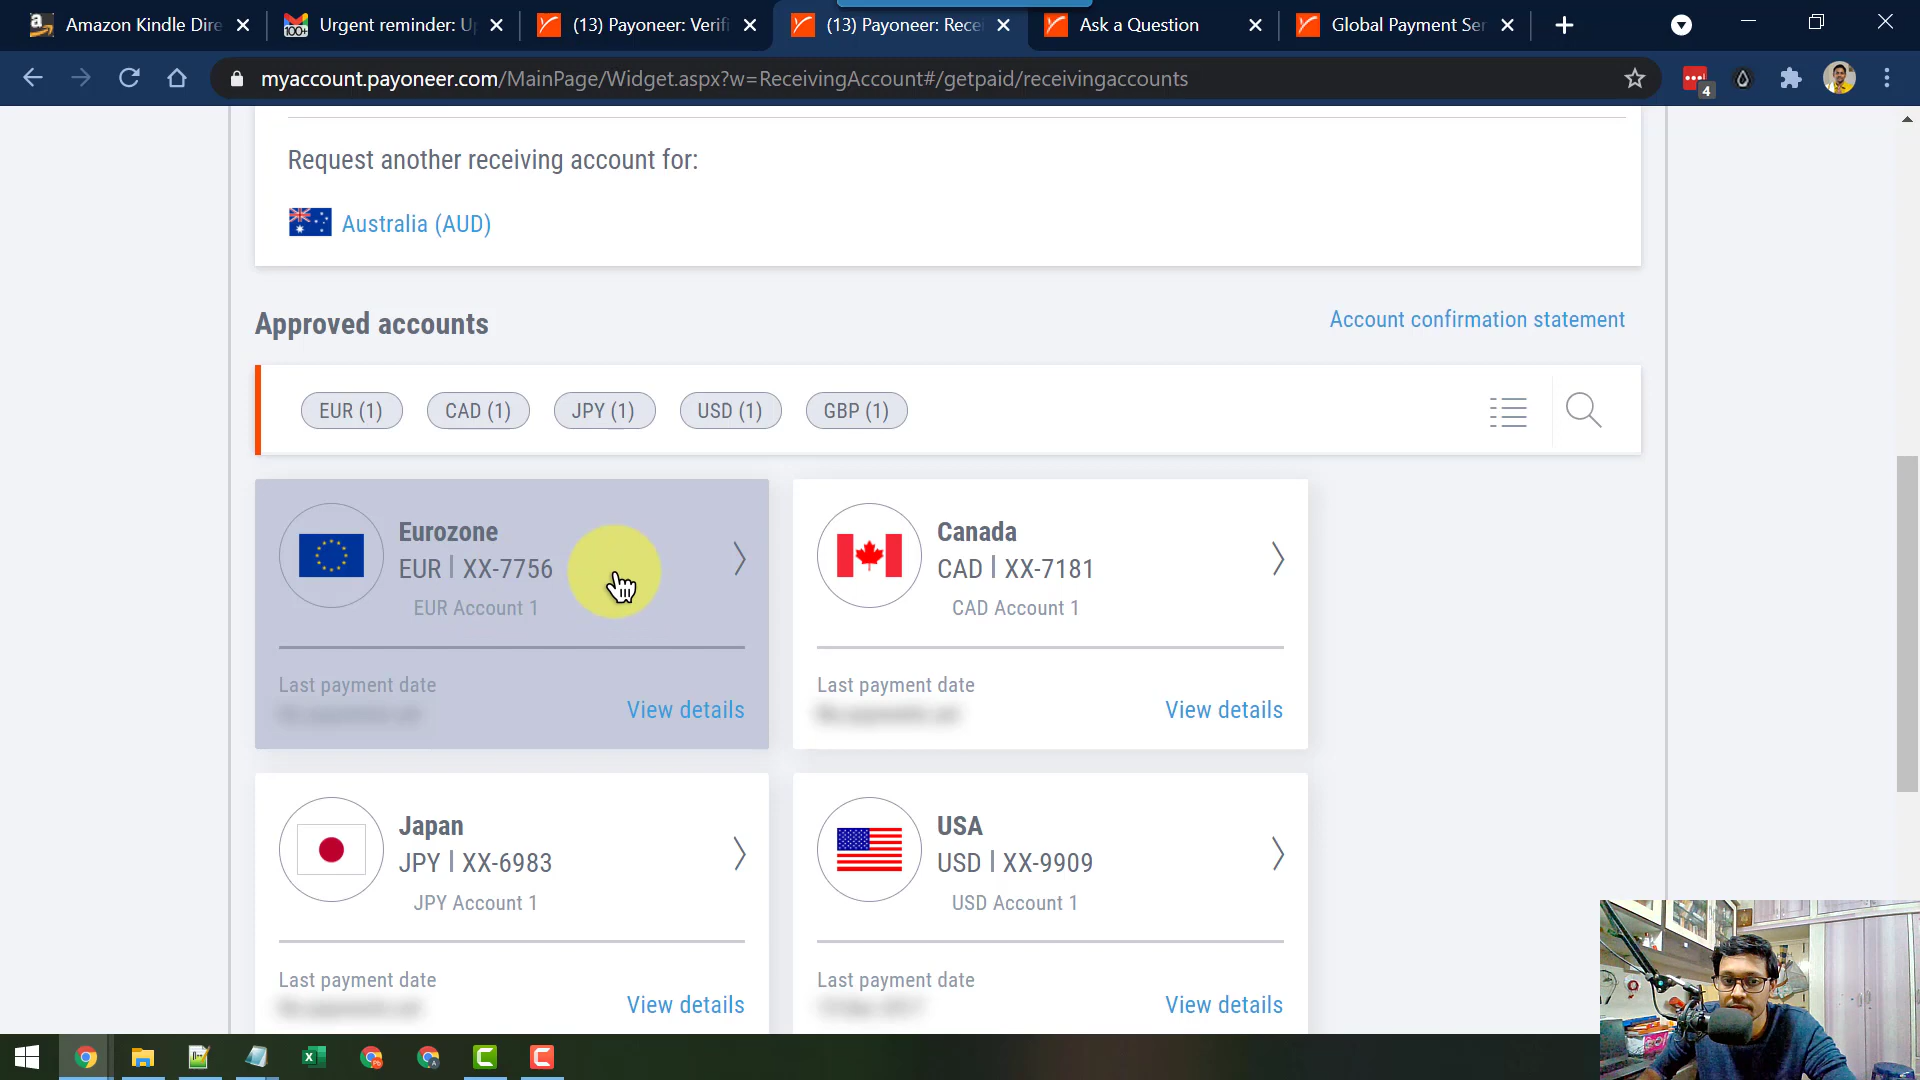 Amazon Kindle Dire
Urgent reminder: U
(13) Payoneer: Verifi
(13) Payoneer: Rece
Ask a Question
Global Payment Ser
myaccount.payoneer.com/MainPage/Widget.aspx?w=ReceivingAccount#/getpaid/receivingaccounts
4
Request another receiving account for:
Australia (AUD)
Approved accounts
Account confirmation statement
EUR (1) CAD (1) JPY (1) USD (1) GBP (1)
Eurozone
EUR | XX-7756
EUR Account 1
Last payment date
View details
Canada
CAD | XX-7181
CAD Account 1
Last payment date
View details
Japan
JPY | XX-6983
JPY Account 1
Last payment date
View details
USA
USD | XX-9909
USD Account 1
Last payment date
View details